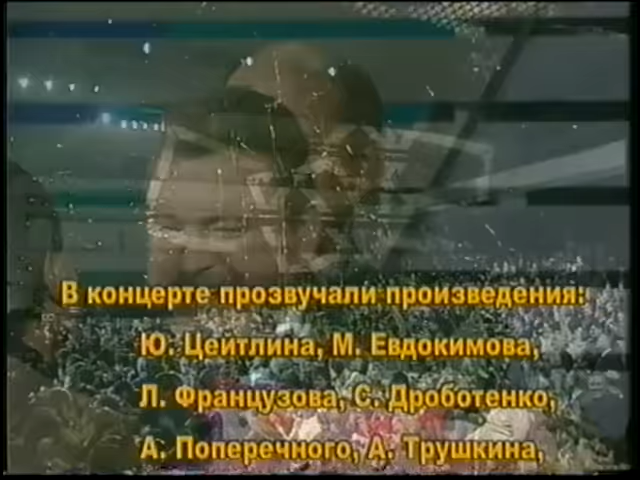 В концерте прозвучали произведения:
Ю. Цейтлина, М. Евдокимова,
Л. Французова, С. Дроботенко,
А. Поперечного, А. Трушкина,